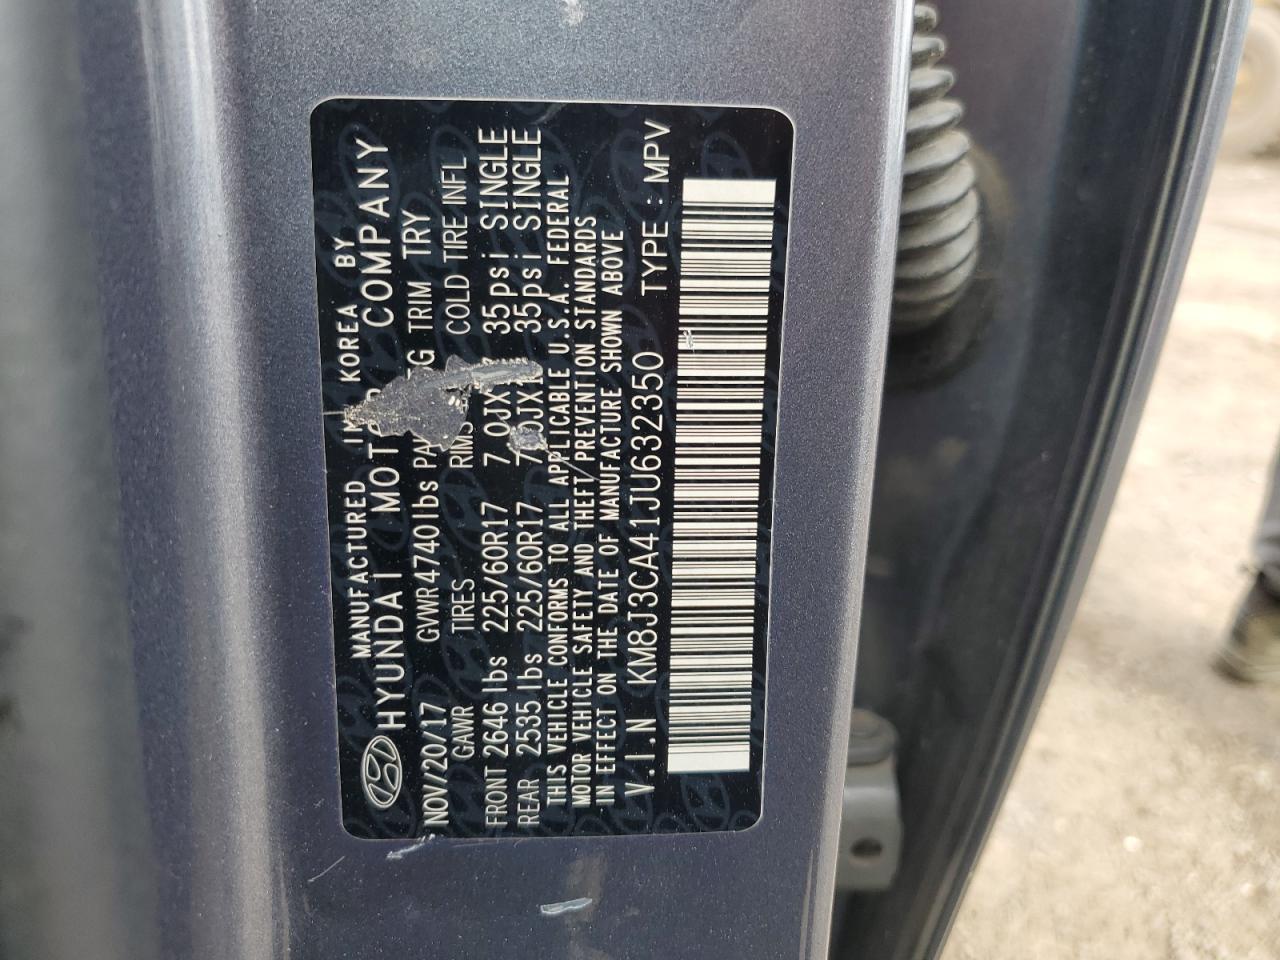 MANUFACTURED IN KOREA BY
HYUNDAI MOTOR COMPANY
NOV/20/17 GVWR 4740lbs TRIM TRY
GAWR TIRES RIMS COLD TIRE INFL
FRONT 2646 lbs 225/60R17 7.0JX 35psi SINGLE
REAR 2535 lbs 225/60R17 35psi SINGLE
THIS VEHICLE CONFORMS TO ALL APPLICABLE U.S.A. FEDERAL
MOTOR VEHICLE SAFETY AND THEFT PREVENTION STANDARDS
IN EFFECT ON THE DATE OF MANUFACTURE SHOWN ABOVE
V.I.N KM8J3CA41JU632350 TYPE : MPV